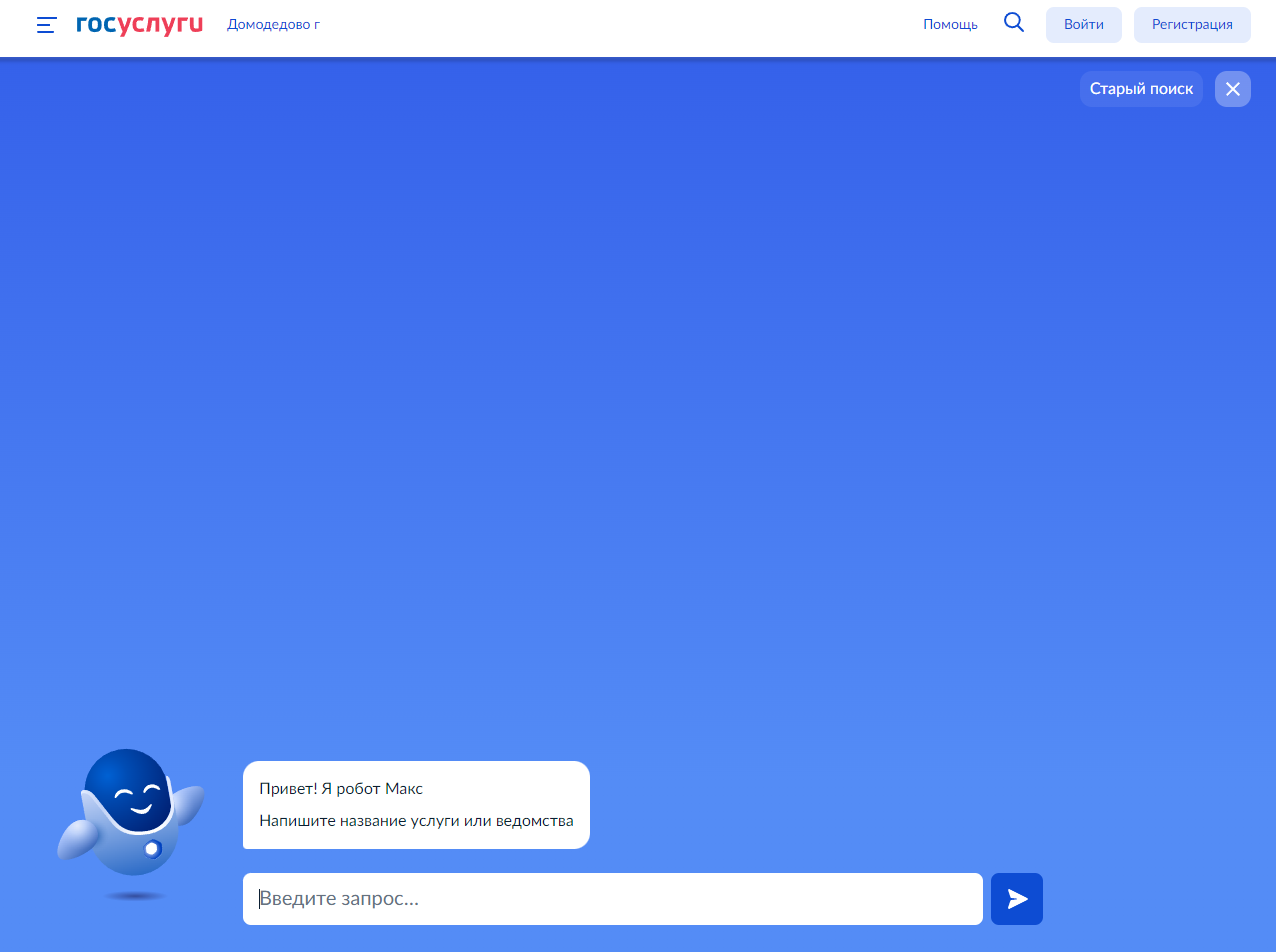 госуслуги Домодедово г Помощь Войти Регистрация
Старый поиск
Привет! Я робот Макс
Напишите название услуги или ведомства
Введите запрос...